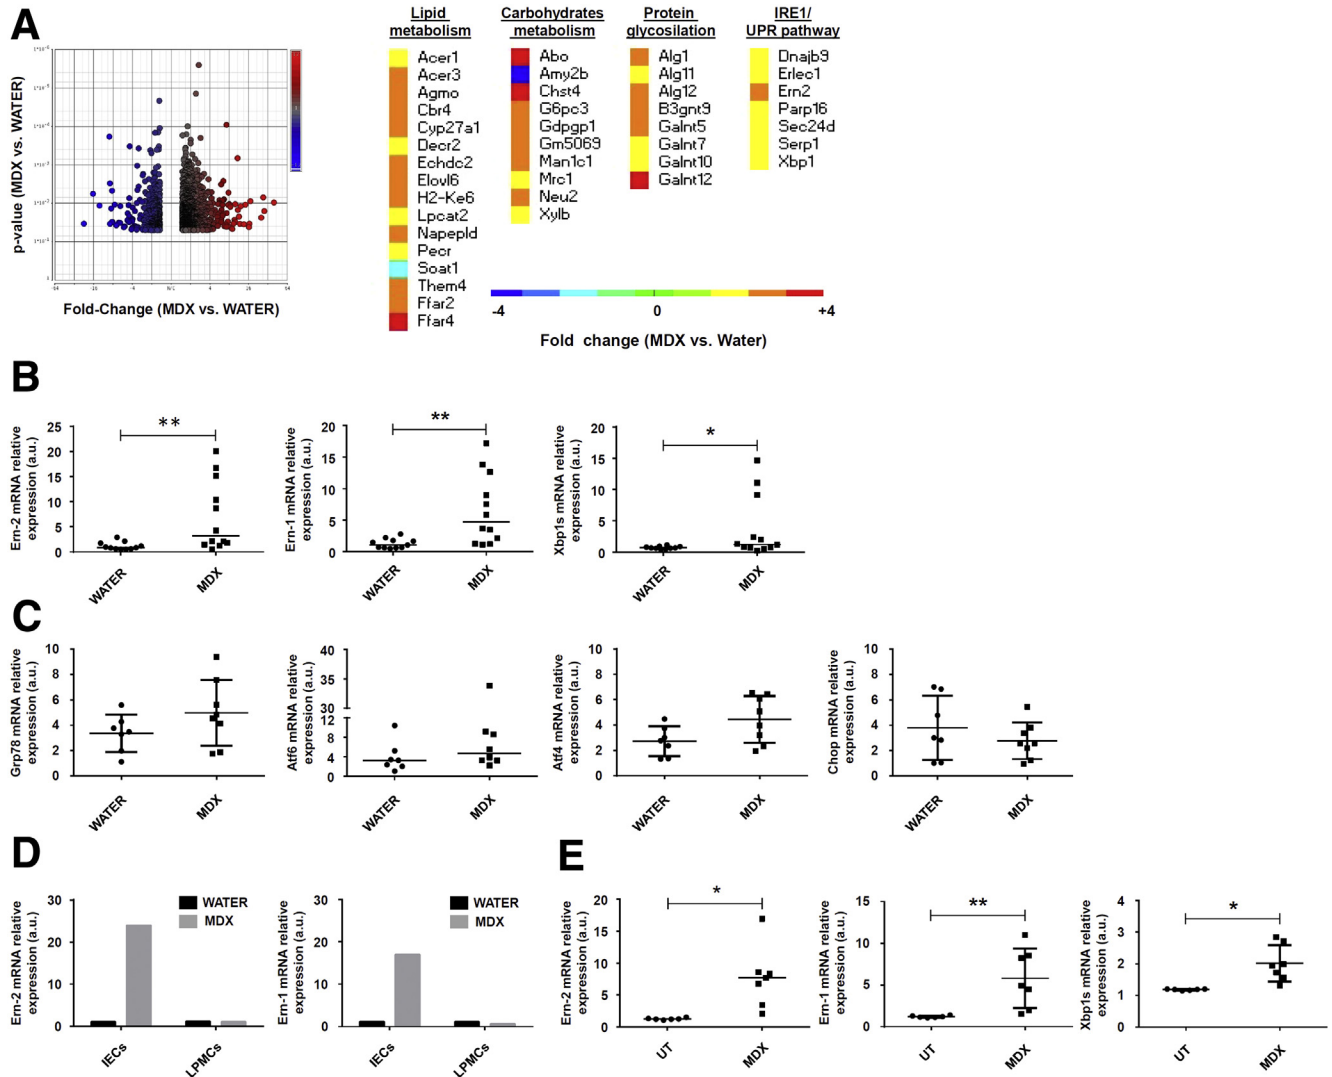 A
p-value (MDX vs. WATER)
Fold-Change (MDX vs. WATER)
Lipid
metabolism
Acer1
Acer3
Agmo
Cbr4
Cyp27a1
Decr2
Echdc2
Elovl6
H2-Ke6
Lpcat2
Napepld
Pecr
Soat1
Them4
Ffar2
Ffar4
Carbohydrates
metabolism
Abo
Amy2b
Chst4
G6pc3
Gdpgp1
Gm5069
Man1c1
Mrc1
Neu2
Xylb
Protein
glycosilation
Alg1
Alg11
Alg12
B3gnt9
Galnt5
Galnt7
Galnt10
Galnt12
IRE1/
UPR pathway
Dnajb9
Erlec1
Ern2
Parp16
Sec24d
Serp1
Xbp1
-4 0 +4
Fold change (MDX vs. Water)
B
Ern-2 mRNA relative
expression (a.u.)
25
20
15
10
5
0
**
WATER
MDX
Ern-1 mRNA relative
expression (a.u.)
20
15
10
5
0
**
WATER
MDX
Xbp1s mRNA relative
expression (a.u.)
20
15
10
5
0
*
WATER
MDX
C
Grp78 mRNA relative
expression (a.u.)
10
8
6
4
2
0
WATER
MDX
Atf6 mRNA relative
expression (a.u.)
40
35
30
12
8
4
0
WATER
MDX
Atf4 mRNA relative
expression (a.u.)
10
8
6
4
2
0
WATER
MDX
Chop mRNA relative
expression (a.u.)
10
8
6
4
2
0
WATER
MDX
D
Ern-2 mRNA relative
expression (a.u.)
30
20
10
0
WATER
MDX
IECs
LPMCs
Ern-1 mRNA relative
expression (a.u.)
30
20
10
0
WATER
MDX
IECs
LPMCs
E
Ern-2 mRNA relative
expression (a.u.)
20
15
10
5
0
*
UT
MDX
Ern-1 mRNA relative
expression (a.u.)
15
10
5
0
**
UT
MDX
Xbp1s mRNA relative
expression (a.u.)
4
3
2
1
0
*
UT
MDX